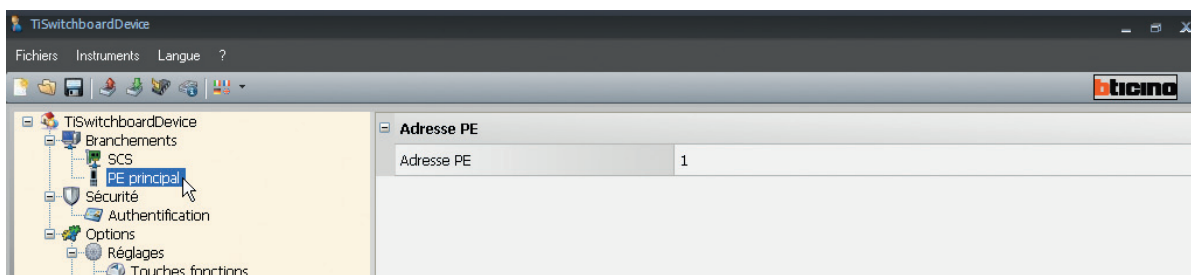 TiSwitchboardDevice
Fichiers Instruments Langue ?
bticino
TiSwitchboardDevice
Branchements
SCS
PE principal
Sécurité
Authentification
Options
Réglages
Touches fonctions
Adresse PE
Adresse PE 1